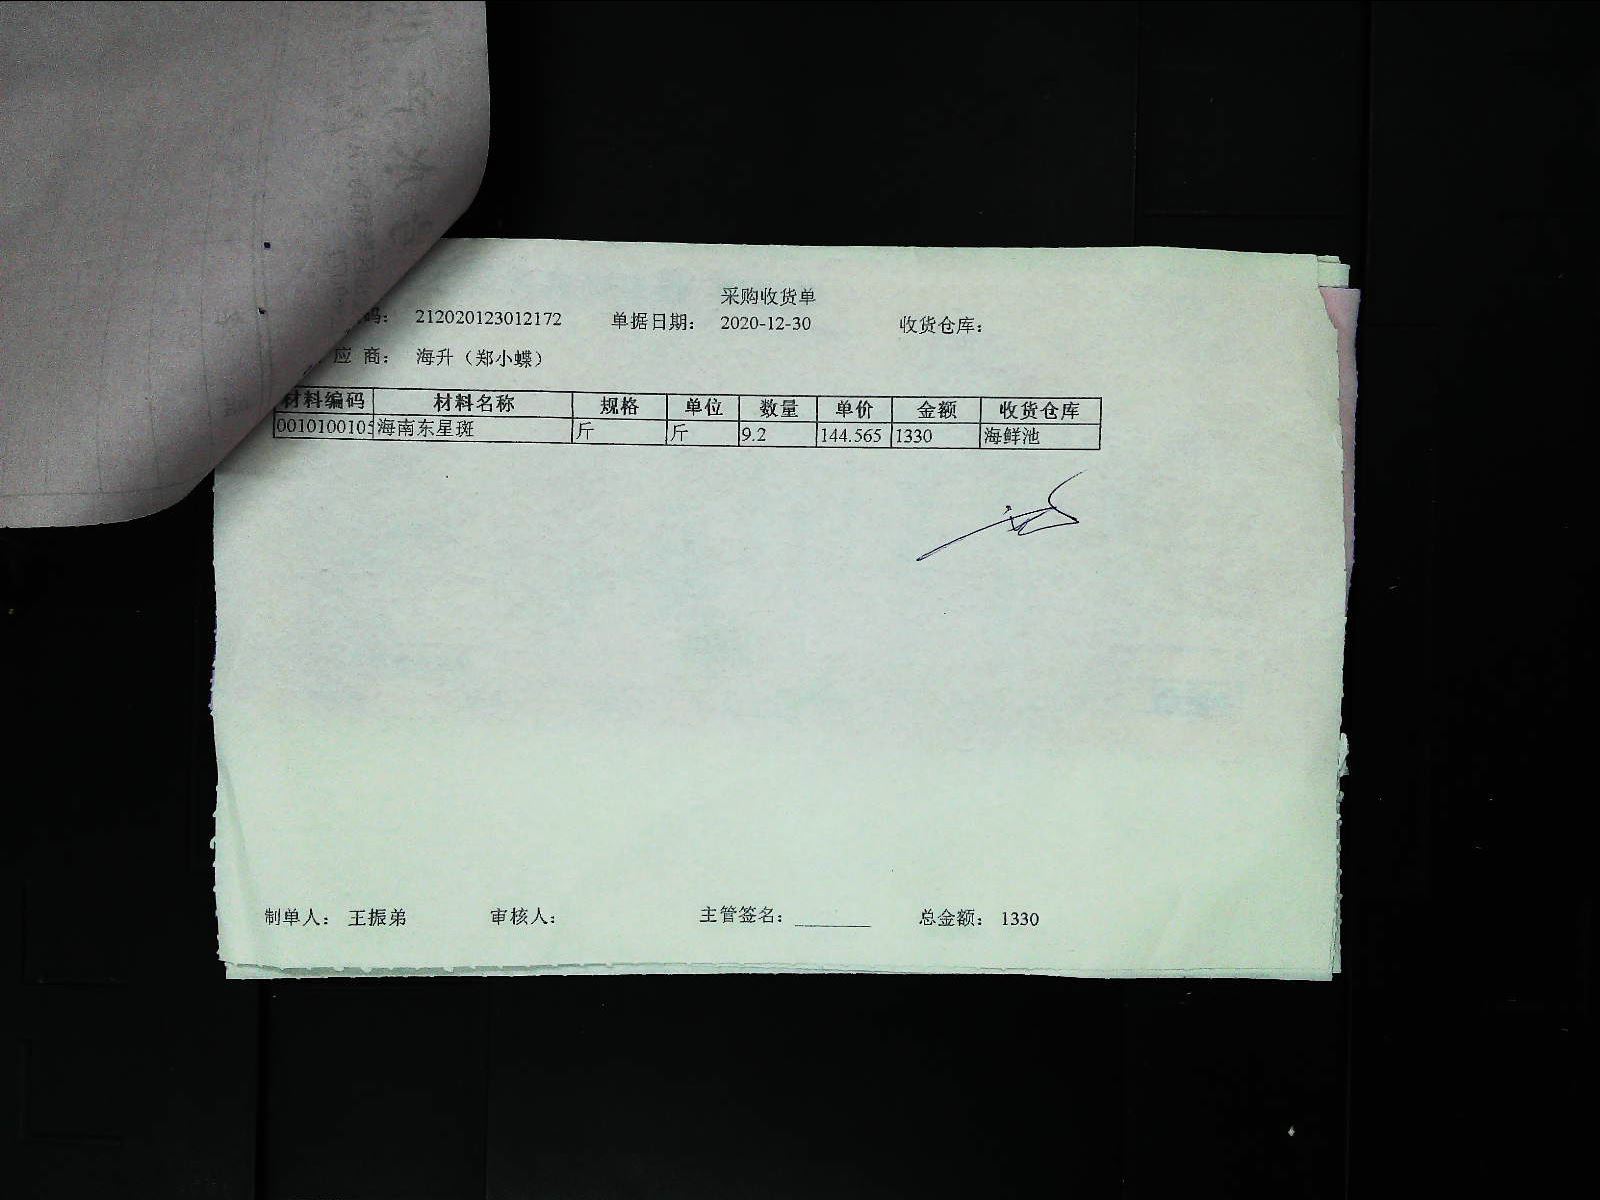 采购收货单
码： 212020123012172 单据日期： 2020-12-30 收货仓库：
应 商： 海升（郑小蝶）
材料编码 材料名称 规格 单位 数量 单价 金额 收货仓库
0010100105 海南东星斑 斤 斤 9.2 144.565 1330 海鲜池
制单人： 王振弟 审核人： 主管签名： 总金额： 1330